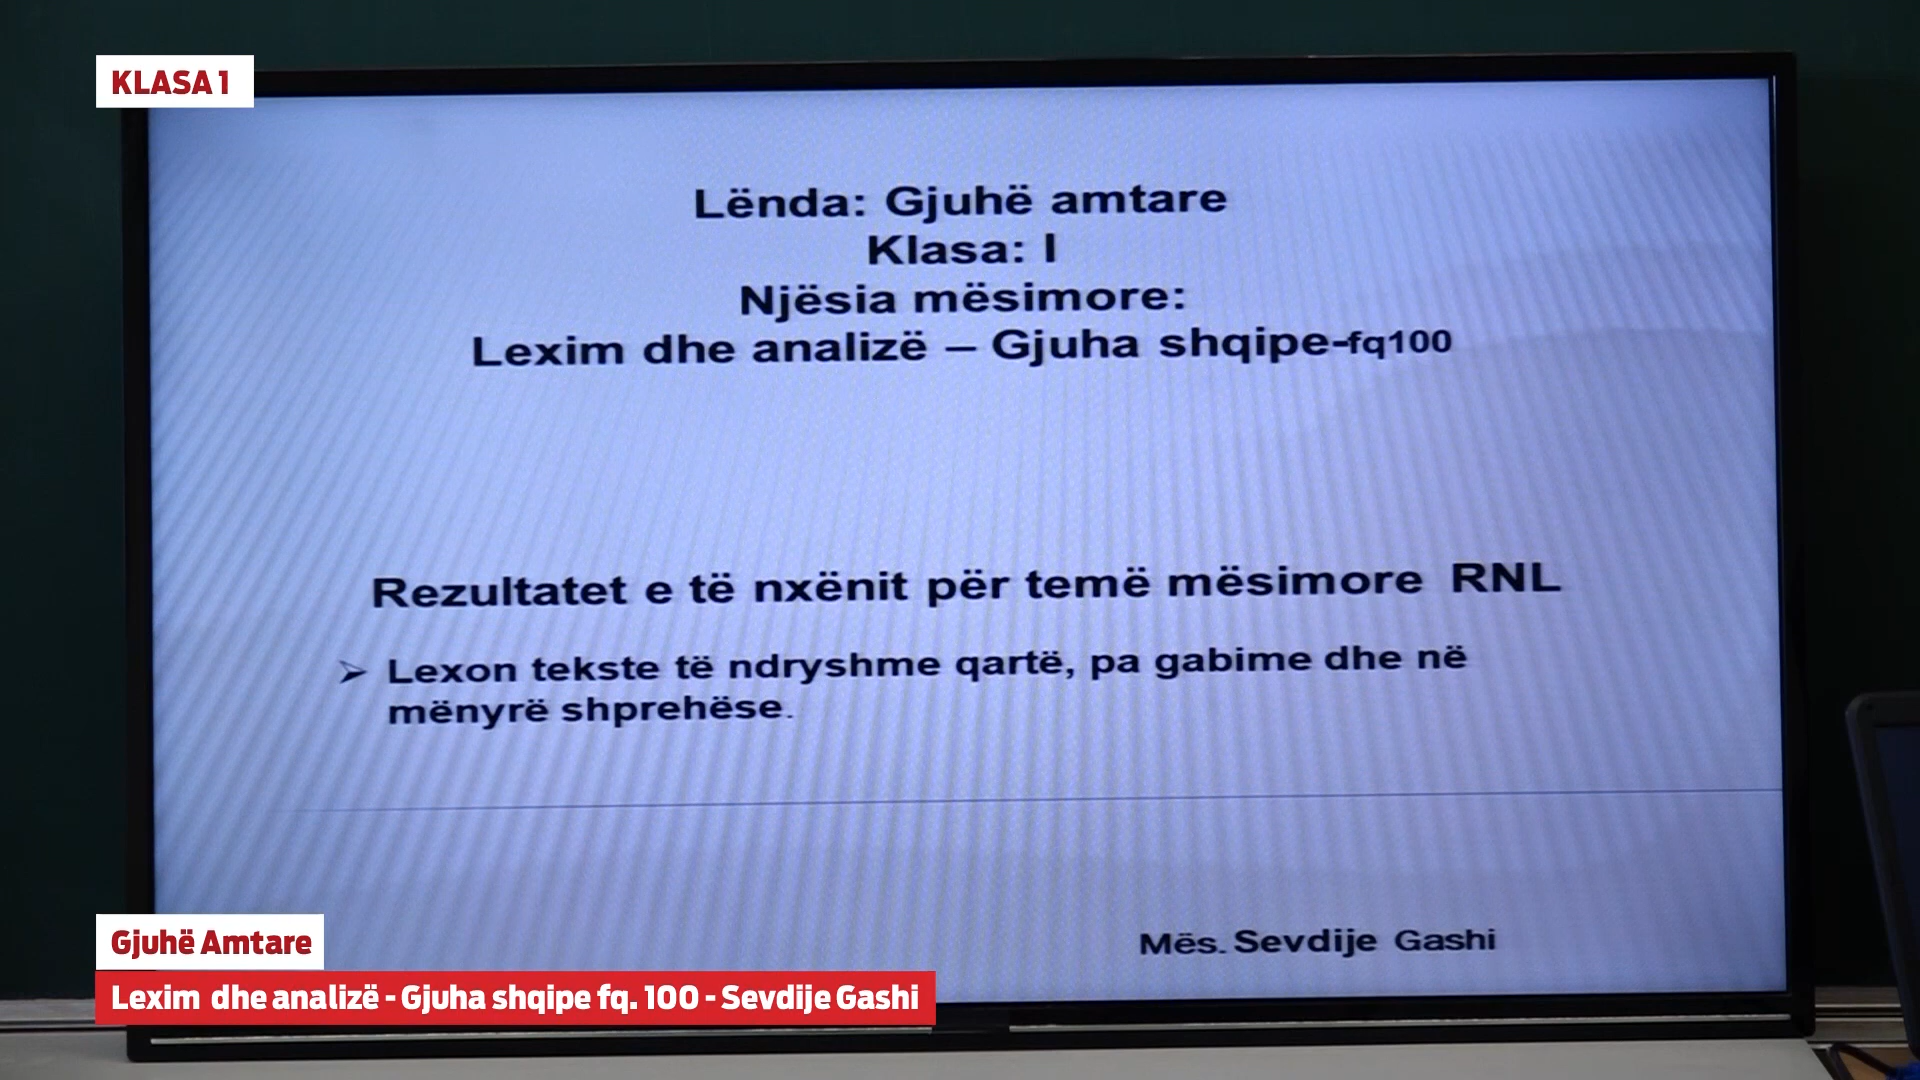 KLASA 1
Lënda: Gjuhë amtare
Klasa: I
Njësia mësimore:
Lexim dhe analizë – Gjuha shqipe-fq100
Rezultatet e të nxënit për temë mësimore RNL
➢ Lexon tekste të ndryshme qartë, pa gabime dhe në
mënyrë shprehëse.
Mës. Sevdije Gashi
Gjuhë Amtare
Lexim dhe analizë - Gjuha shqipe fq. 100 - Sevdije Gashi